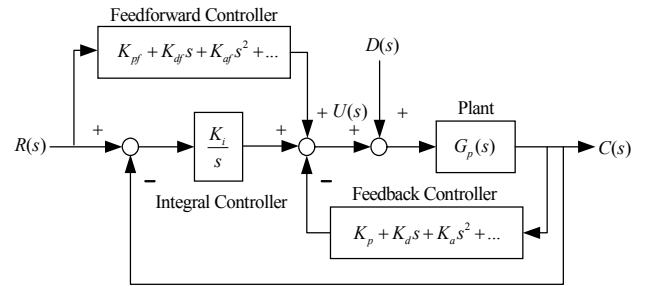 Feedforward Controller
K_{pf} + K_{df}s + K_{af}s^2 + ...
D(s)
+ U(s)
+
Plant
R(s)
+
K_i
s
+
+
G_p(s)
C(s)
−
Integral Controller
−
Feedback Controller
K_p + K_d s + K_a s^2 + ...